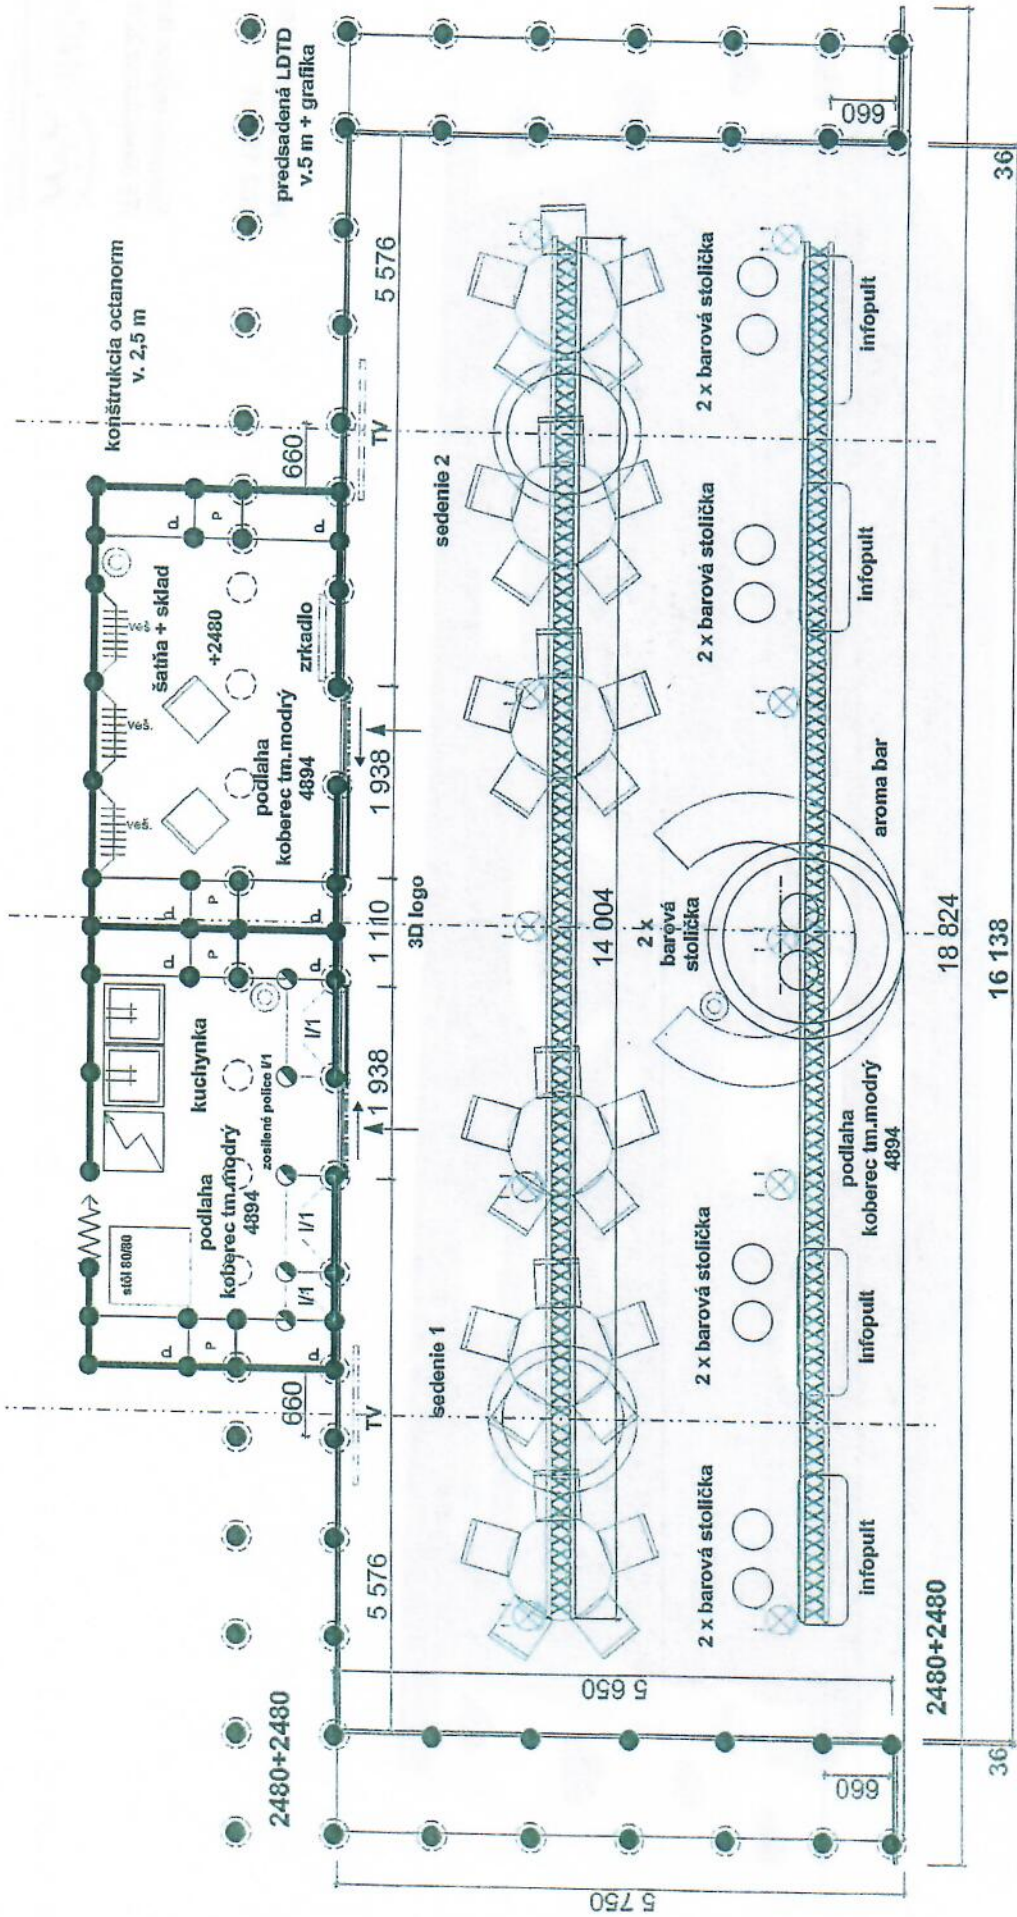 konštrukcia octanorm
v. 2,5 m
predsadená LDTD
v.5 m + grafika
2480+2480
stôl 80/80
podlaha
koberec tm.modrý
4894
kuchynka
zosilené police I/1
I/1
I/1
I/1
P
P
P
P
P
P
veš.
veš.
veš.
šatňa + sklad
+2480
podlaha
koberec tm.modrý
4894
zrkadlo
P
P
P
P
P
P
660
660
TV
TV
5 576
1 938
1 110
1 938
5 576
3D logo
sedenie 1
sedenie 2
14 004
5 650
5 750
2 x barová stolička
2 x barová stolička
2 x
barová
stolička
2 x barová stolička
2 x barová stolička
660
660
infopult
infopult
podlaha
koberec tm.modrý
4894
aroma bar
infopult
infopult
2480+2480
18 824
36
16 138
36